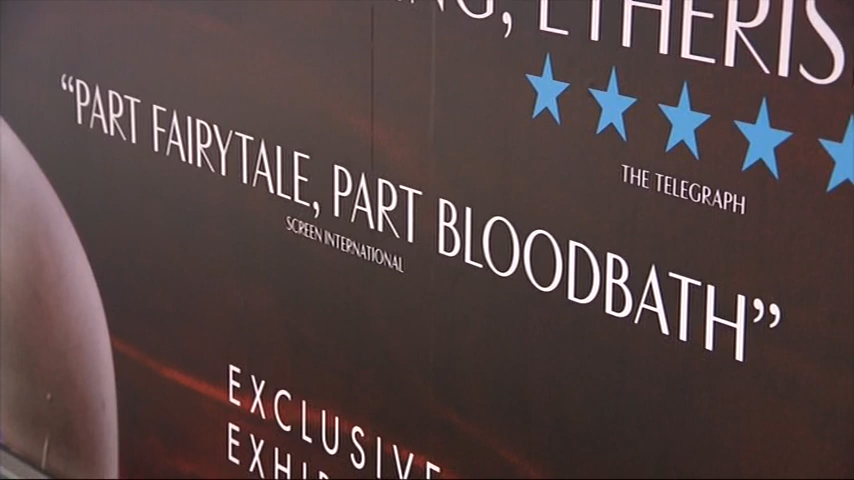 “PART FAIRYTALE, PART BLOODBATH”
SCREEN INTERNATIONAL
THE TELEGRAPH
EXCLUSIVE